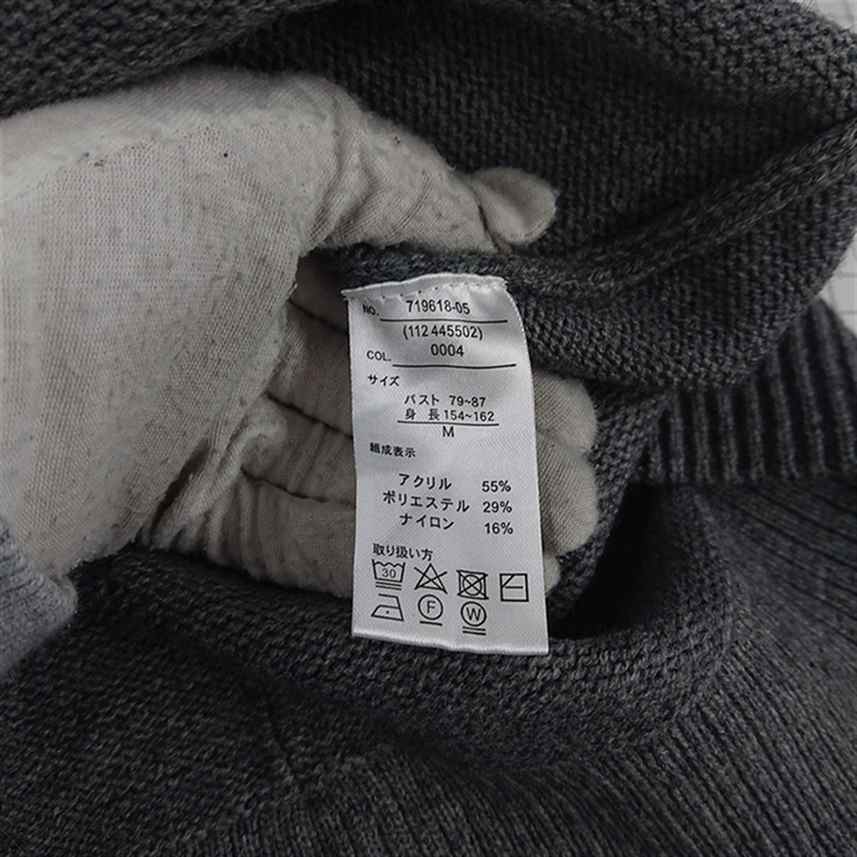 NO. 719618-05
(112 445502)
COL. 0004
サイズ
バスト 79~87
身 長 154~162
M
組成表示
アクリル 55%
ポリエステル 29%
ナイロン 16%
取り扱い方
30
F W